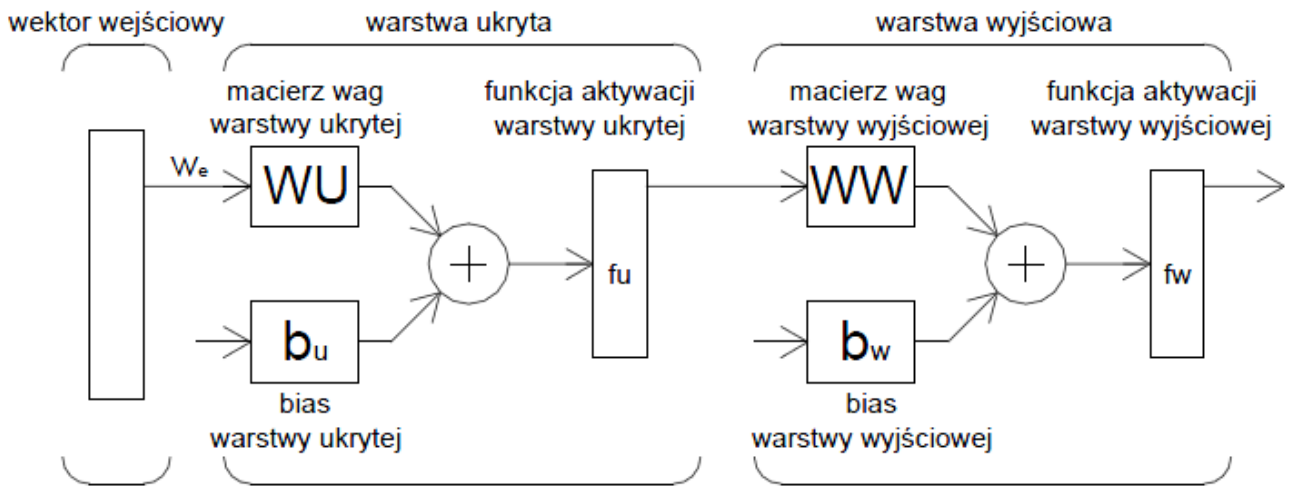 wektor wejściowy
warstwa ukryta
warstwa wyjściowa
macierz wag
warstwy ukrytej
funkcja aktywacji
warstwy ukrytej
macierz wag
warstwy wyjściowej
funkcja aktywacji
warstwy wyjściowej
We
WU
+
fu
WW
+
fw
bu
bw
bias
warstwy ukrytej
bias
warstwy wyjściowej